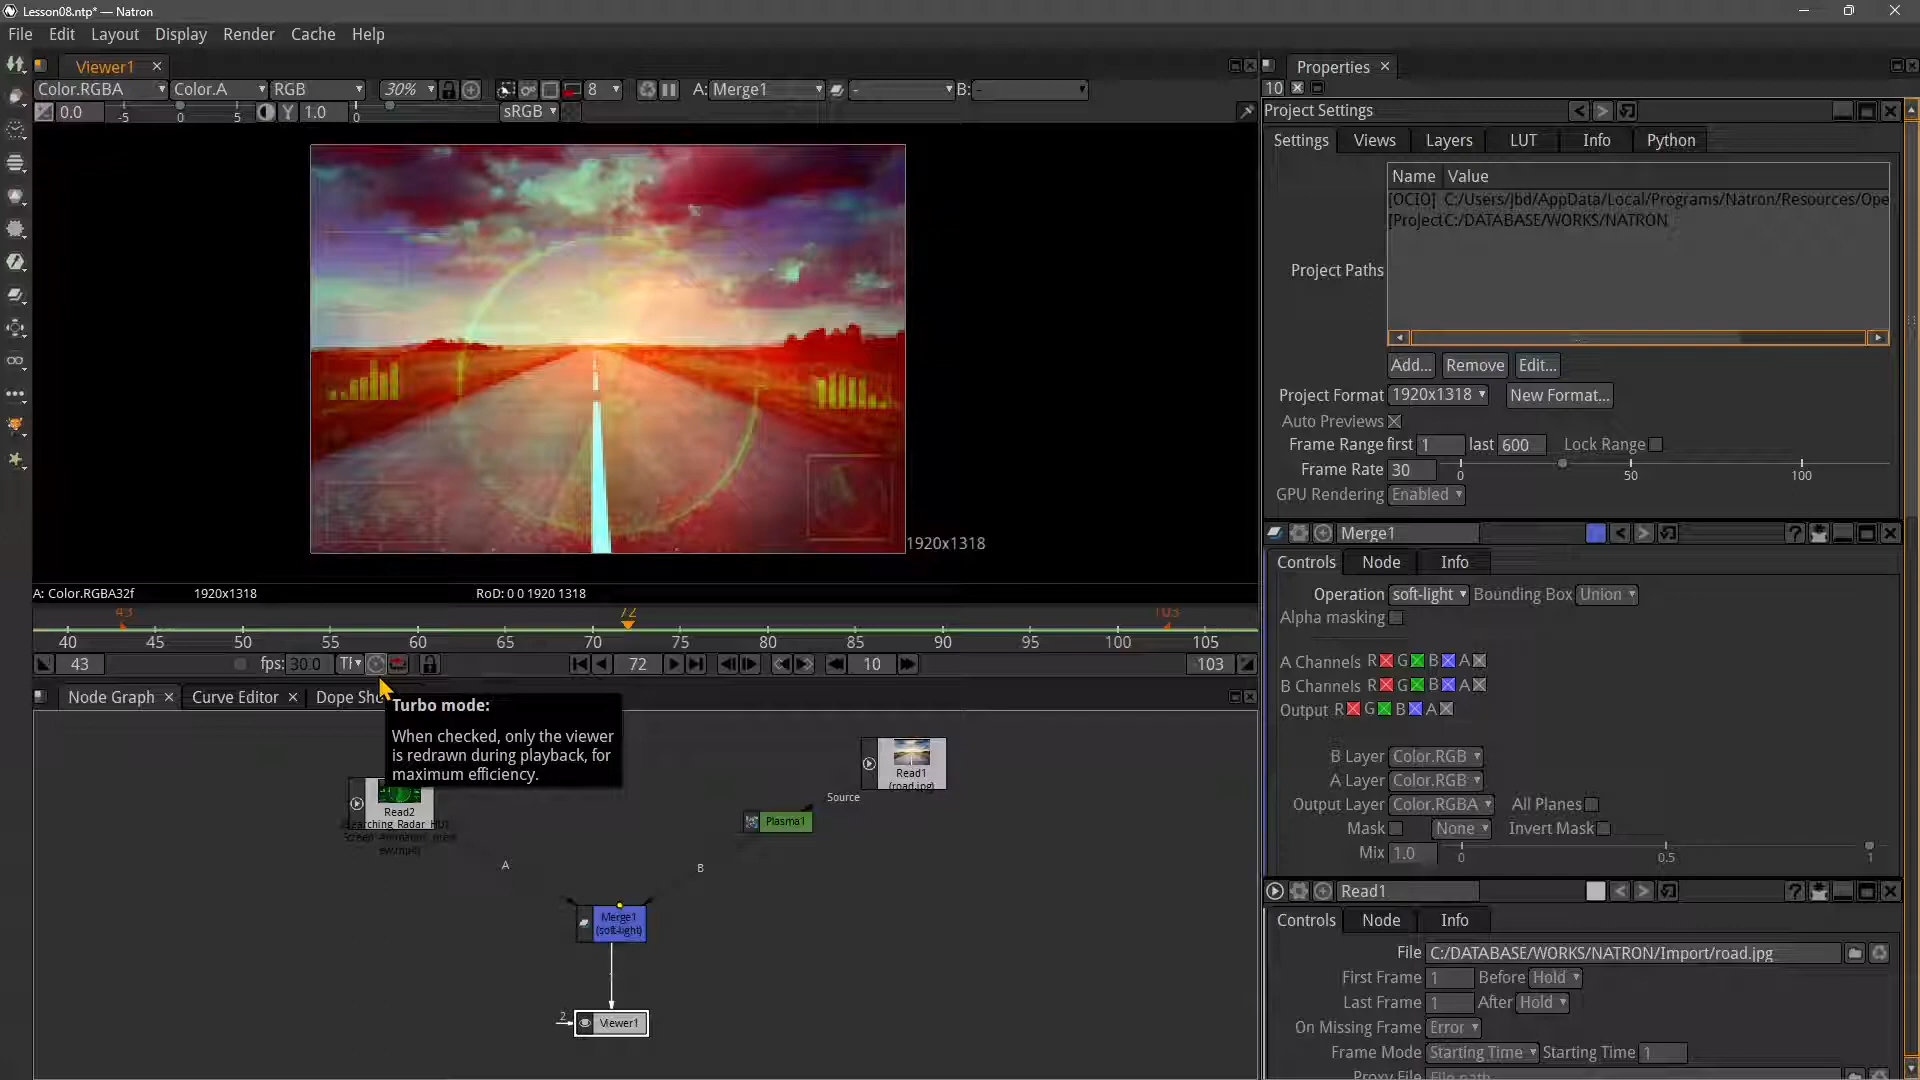 Lesson08.ntp* — Natron
File Edit Layout Display Render Cache Help
Viewer1
Color.RGBA Color.A RGB 30% 8 A: Merge1 - B: -
0.0 -5 0 5 Y 1.0 0 sRGB
1920x1318
A: Color.RGBA32f 1920x1318 RoD: 0 0 1920 1318
43 72 103
40 45 50 55 60 65 70 75 80 85 90 95 100 105
43 fps: 30.0 TF 72 10 103
Node Graph Curve Editor Dope She
Turbo mode:
When checked, only the viewer
is redrawn during playback, for
maximum efficiency.
Read1
(road.jpg)
Source
Plasma1
Read2
A
B
Merge1
(soft-light)
2
Viewer1
Properties
10
Project Settings
Settings Views Layers LUT Info Python
Name Value
[OCIO] C:/Users/jbd/AppData/Local/Programs/Natron/Resources/Ope
[Project C:/DATABASE/WORKS/NATRON
Project Paths
Add... Remove Edit...
Project Format 1920x1318 New Format...
Auto Previews
Frame Range first 1 last 600 Lock Range
Frame Rate 30 0 50 100
GPU Rendering Enabled
Merge1 ?
Controls Node Info
Operation soft-light Bounding Box Union
Alpha masking
A Channels R G B A
B Channels R G B A
Output R G B A
B Layer Color.RGB
A Layer Color.RGB
Output Layer Color.RGBA All Planes
Mask None Invert Mask
Mix 1.0 0 0.5 1
Read1 ?
Controls Node Info
File C:/DATABASE/WORKS/NATRON/Import/road.jpg
First Frame 1 Before Hold
Last Frame 1 After Hold
On Missing Frame Error
Frame Mode Starting Time Starting Time 1
Proxy File File path